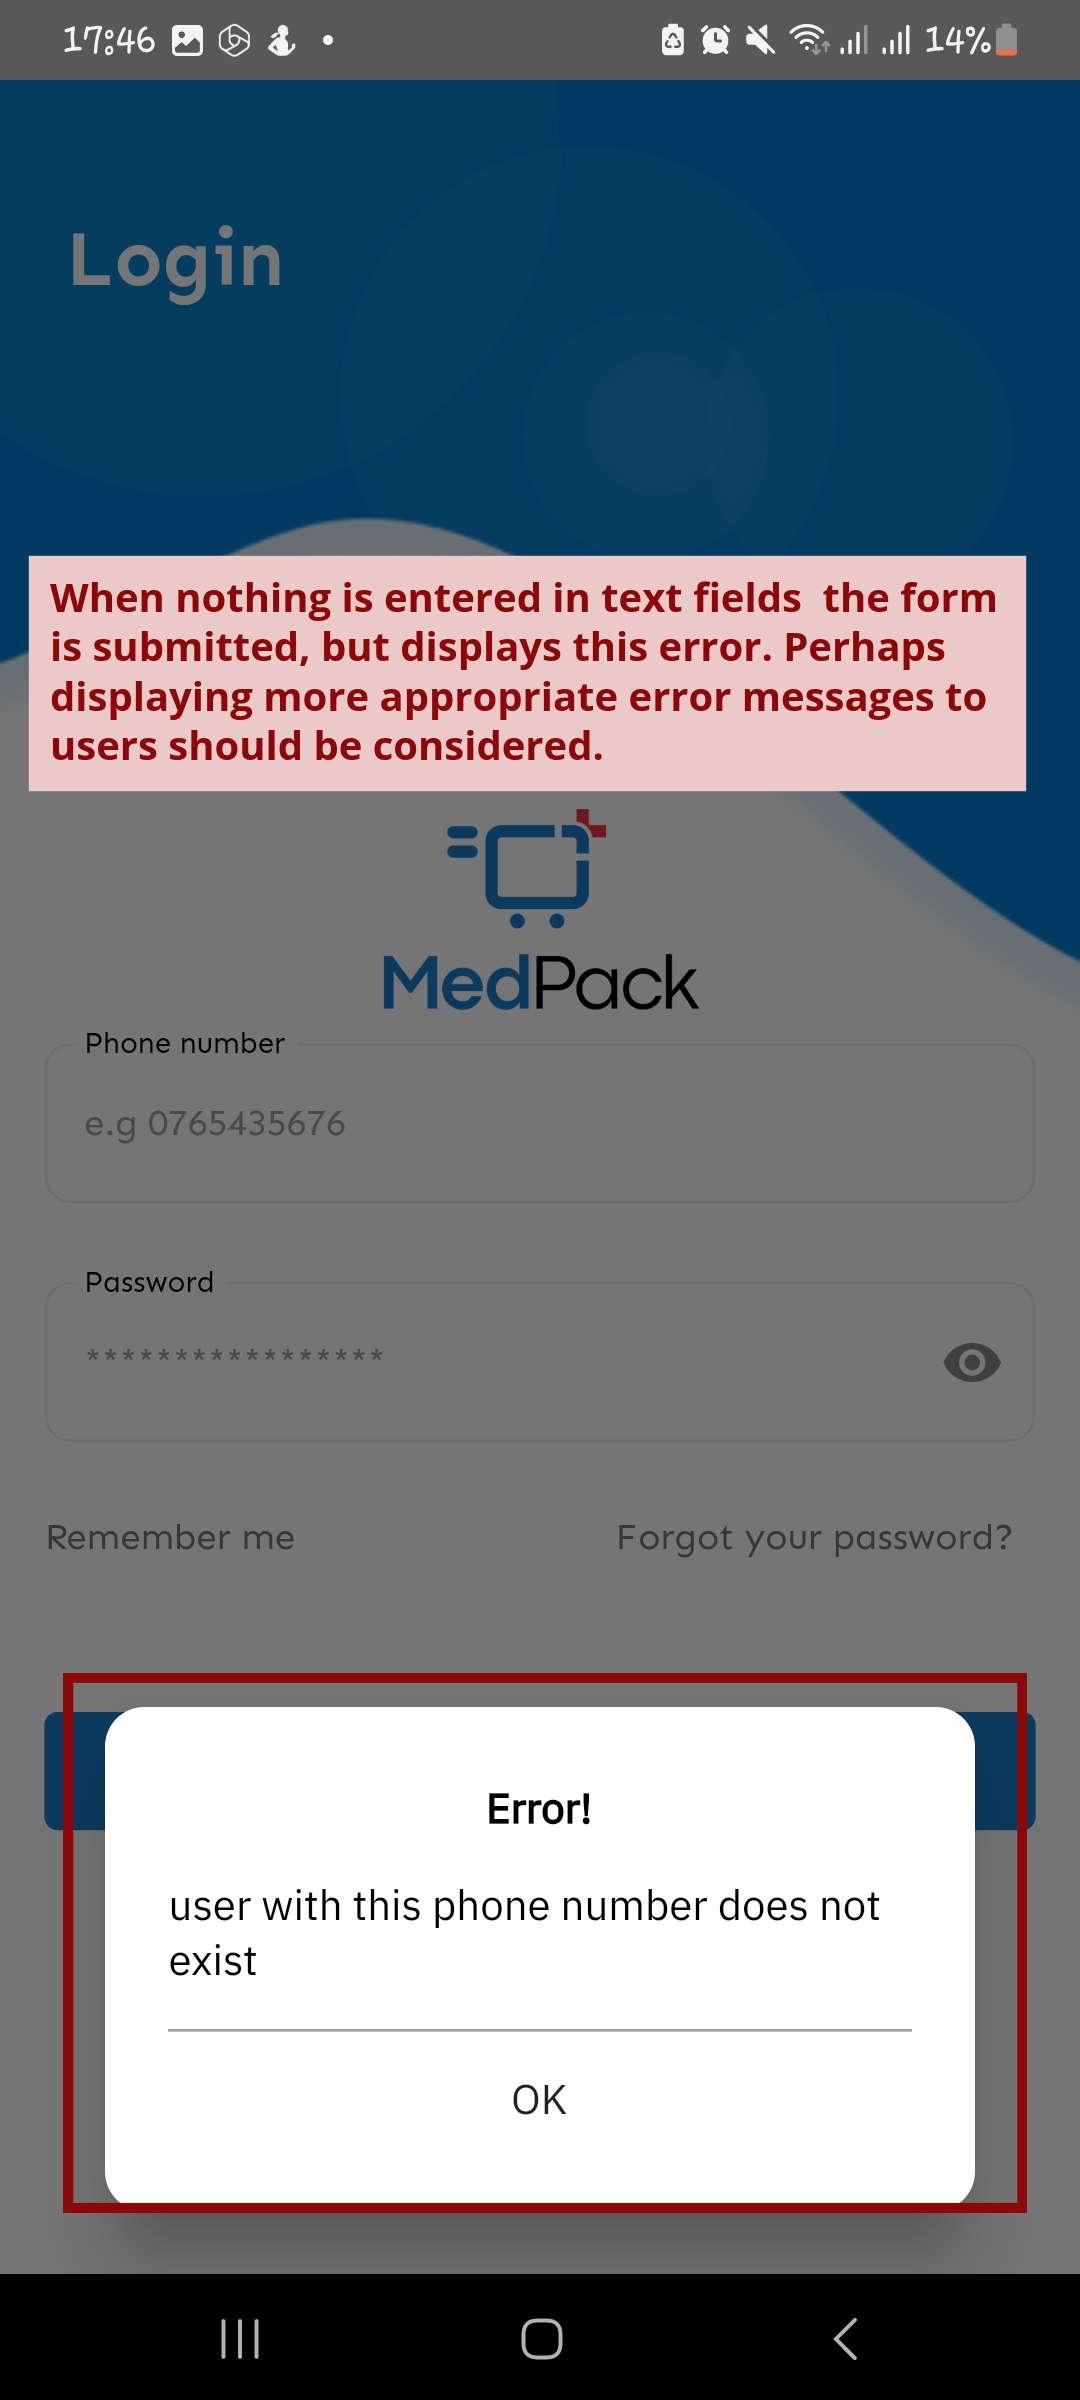 17:46
14%
Login
When nothing is entered in text fields  the form
is submitted, but displays this error. Perhaps
displaying more appropriate error messages to
users should be considered.
MedPack
Phone number
e.g 0765435676
Password
*****************
Remember me
Forgot your password?
Error!
user with this phone number does not
exist
OK